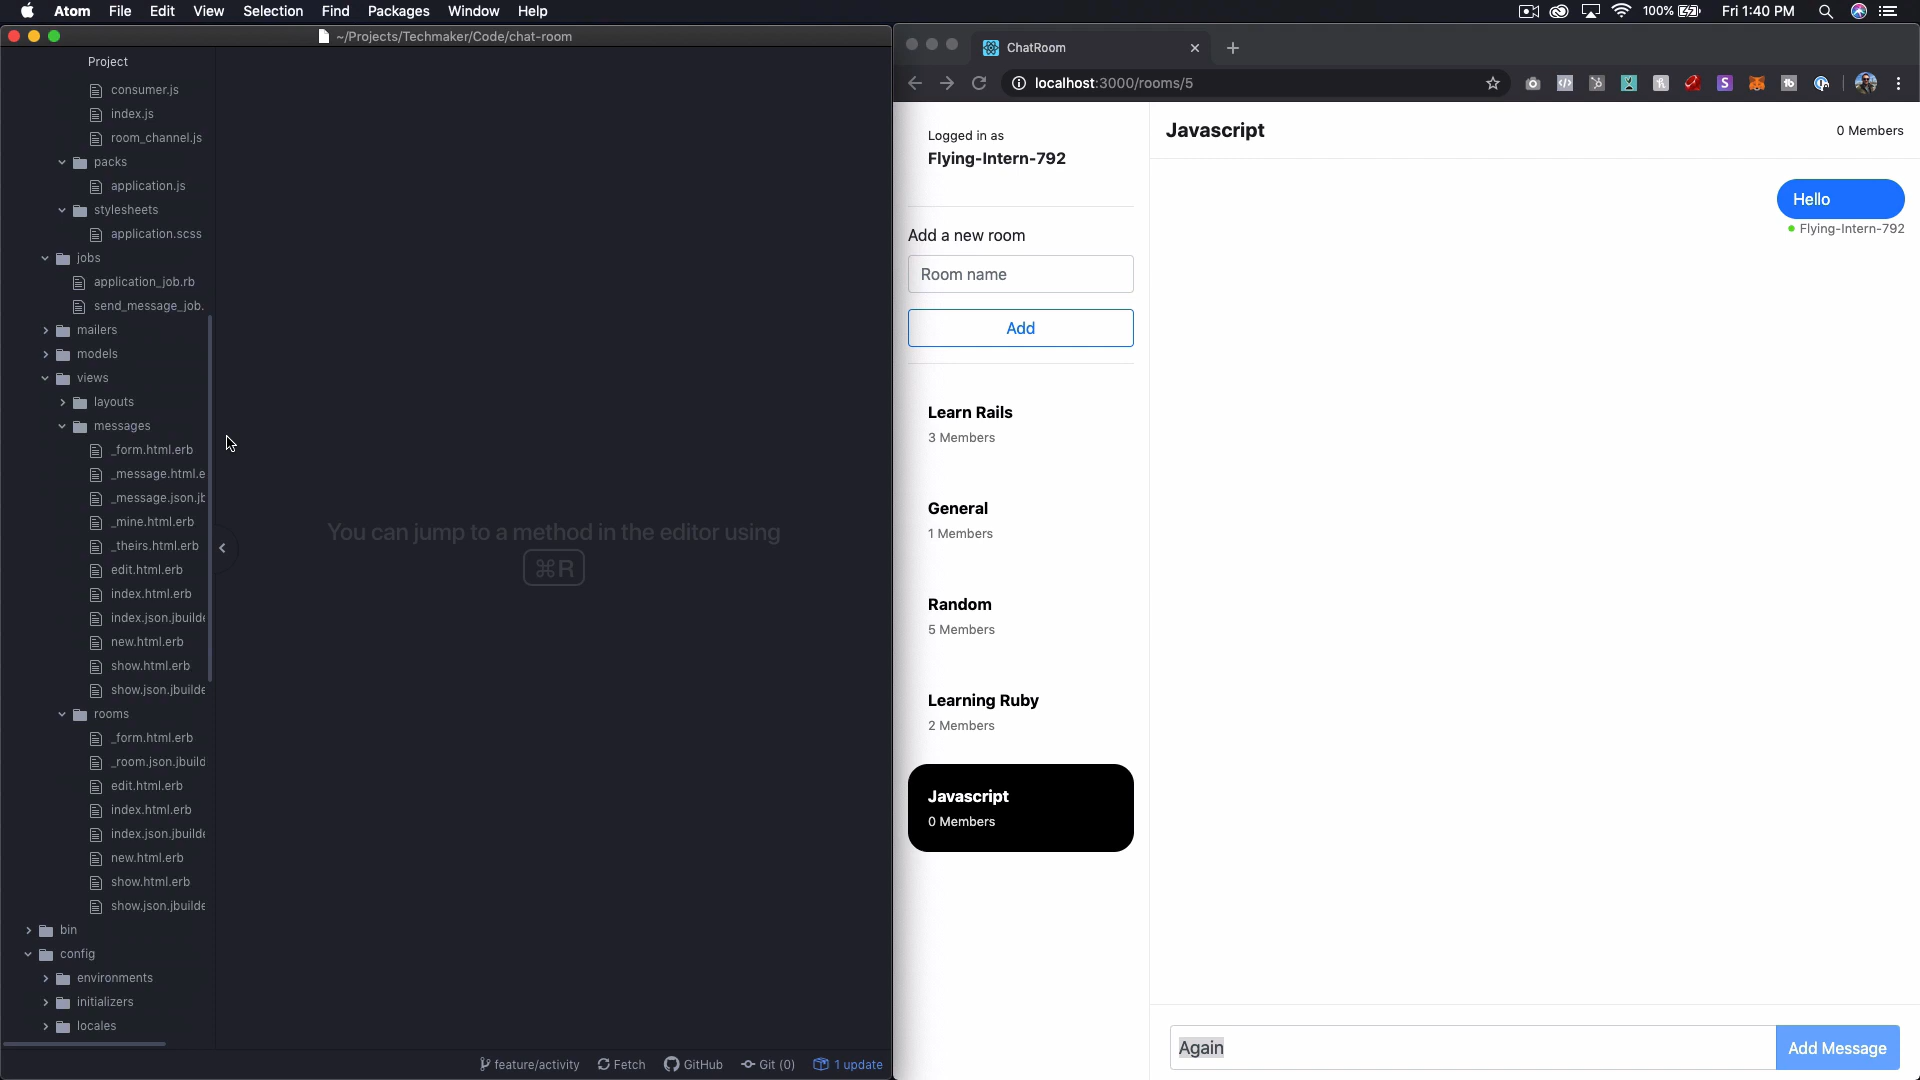 Atom File Edit View Selection Find Packages Window Help
100% Fri 1:40 PM
~/Projects/Techmaker/Code/chat-room
Project
consumer.js
index.js
room_channel.js
packs
application.js
stylesheets
application.scss
jobs
application_job.rb
send_message_job.
mailers
models
views
layouts
messages
_form.html.erb
_message.html.e
_message.json.jb
_mine.html.erb
_theirs.html.erb
edit.html.erb
index.html.erb
index.json.jbuilde
new.html.erb
show.html.erb
show.json.jbuilde
rooms
_form.html.erb
_room.json.jbuild
edit.html.erb
index.html.erb
index.json.jbuilde
new.html.erb
show.html.erb
show.json.jbuilde
bin
config
environments
initializers
locales
You can jump to a method in the editor using
⌘R
feature/activity Fetch GitHub Git (0) 1 update
ChatRoom
localhost:3000/rooms/5
Logged in as
Flying-Intern-792
Add a new room
Room name
Add
Learn Rails
3 Members
General
1 Members
Random
5 Members
Learning Ruby
2 Members
Javascript
0 Members
Javascript
0 Members
Hello
Flying-Intern-792
Again
Add Message